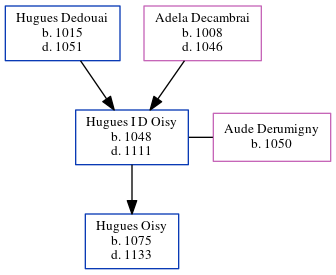 Hugues Dedouai
b. 1015
d. 1051
Adela Decambrai
b. 1008
d. 1046
Hugues I D Oisy
b. 1048
d. 1111
Aude Derumigny
b. 1050
Hugues Oisy
b. 1075
d. 1133